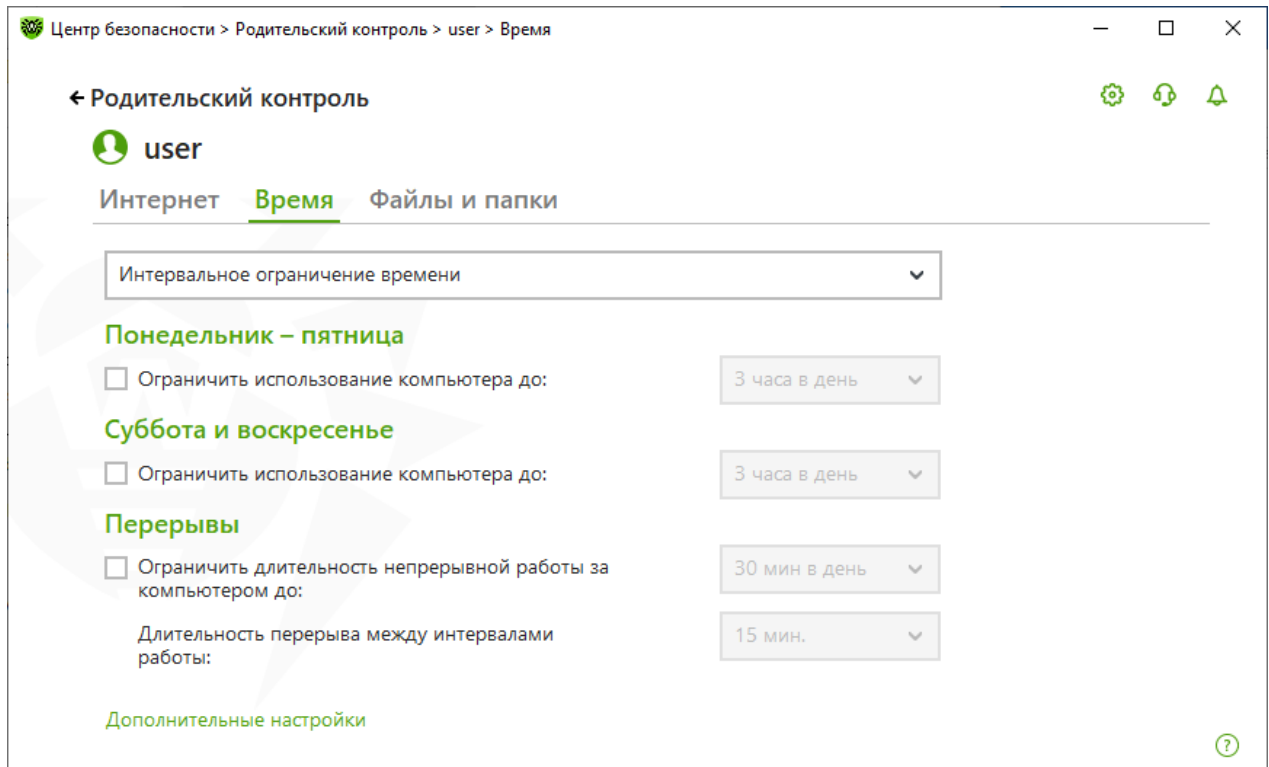 Центр безопасности > Родительский контроль > user > Время
Родительский контроль
user
Интернет Время Файлы и папки
Интервальное ограничение времени
Понедельник – пятница
Ограничить использование компьютера до: 3 часа в день
Суббота и воскресенье
Ограничить использование компьютера до: 3 часа в день
Перерывы
Ограничить длительность непрерывной работы за
компьютером до: 30 мин в день
Длительность перерыва между интервалами
работы: 15 мин.
Дополнительные настройки